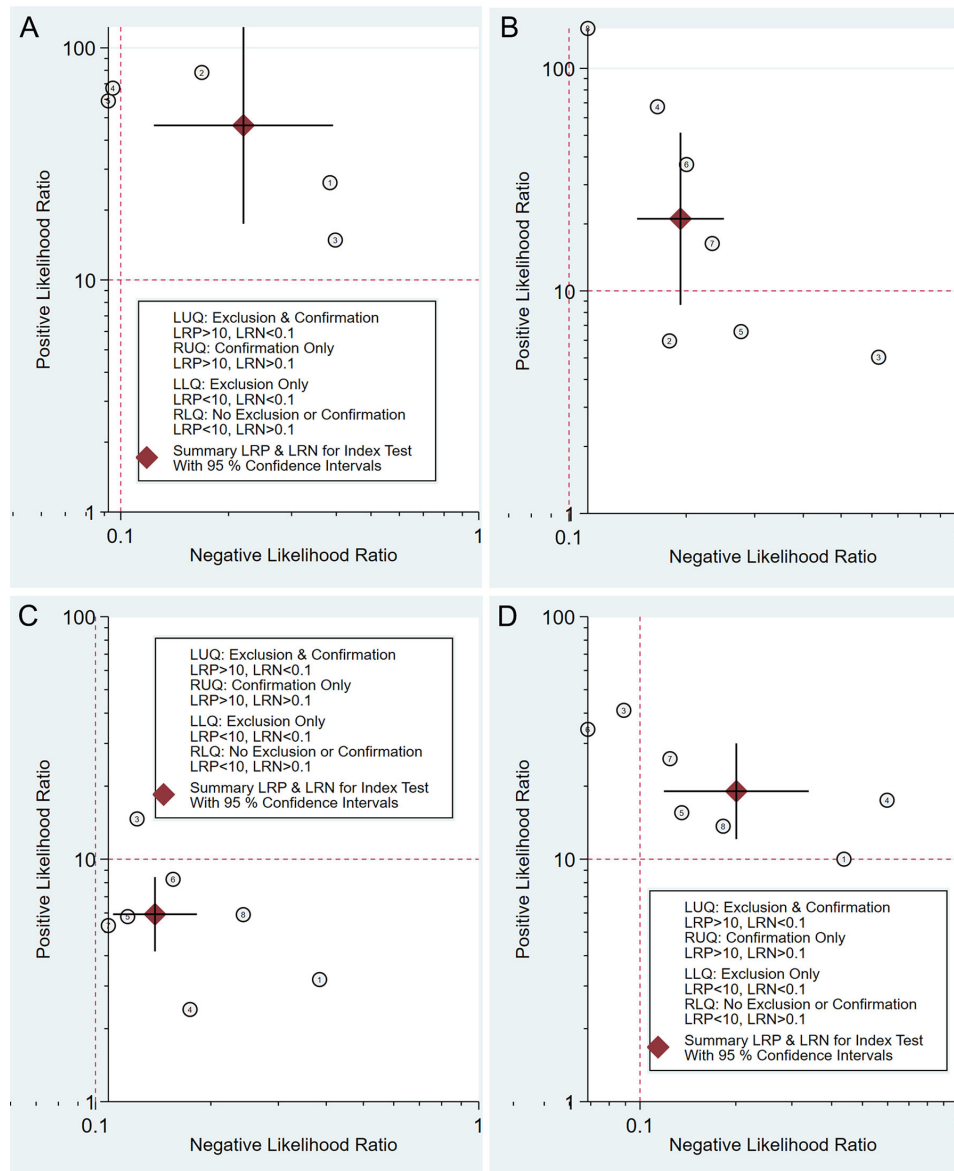 A
Positive Likelihood Ratio
100
10
1
2
4
5
1
3
LUQ: Exclusion & Confirmation
LRP>10, LRN<0.1
RUQ: Confirmation Only
LRP>10, LRN>0.1
LLQ: Exclusion Only
LRP<10, LRN<0.1
RLQ: No Exclusion or Confirmation
LRP<10, LRN>0.1
Summary LRP & LRN for Index Test
With 95 % Confidence Intervals
0.1
1
Negative Likelihood Ratio
B
Positive Likelihood Ratio
100
10
1
8
4
6
7
5
2
3
0.1
Negative Likelihood Ratio
C
Positive Likelihood Ratio
100
10
1
LUQ: Exclusion & Confirmation
LRP>10, LRN<0.1
RUQ: Confirmation Only
LRP>10, LRN>0.1
LLQ: Exclusion Only
LRP<10, LRN<0.1
RLQ: No Exclusion or Confirmation
LRP<10, LRN>0.1
Summary LRP & LRN for Index Test
With 95 % Confidence Intervals
3
6
5
7
8
1
4
0.1
1
Negative Likelihood Ratio
D
Positive Likelihood Ratio
100
10
1
3
6
7
4
5
8
1
LUQ: Exclusion & Confirmation
LRP>10, LRN<0.1
RUQ: Confirmation Only
LRP>10, LRN>0.1
LLQ: Exclusion Only
LRP<10, LRN<0.1
RLQ: No Exclusion or Confirmation
LRP<10, LRN>0.1
Summary LRP & LRN for Index Test
With 95 % Confidence Intervals
0.1
Negative Likelihood Ratio